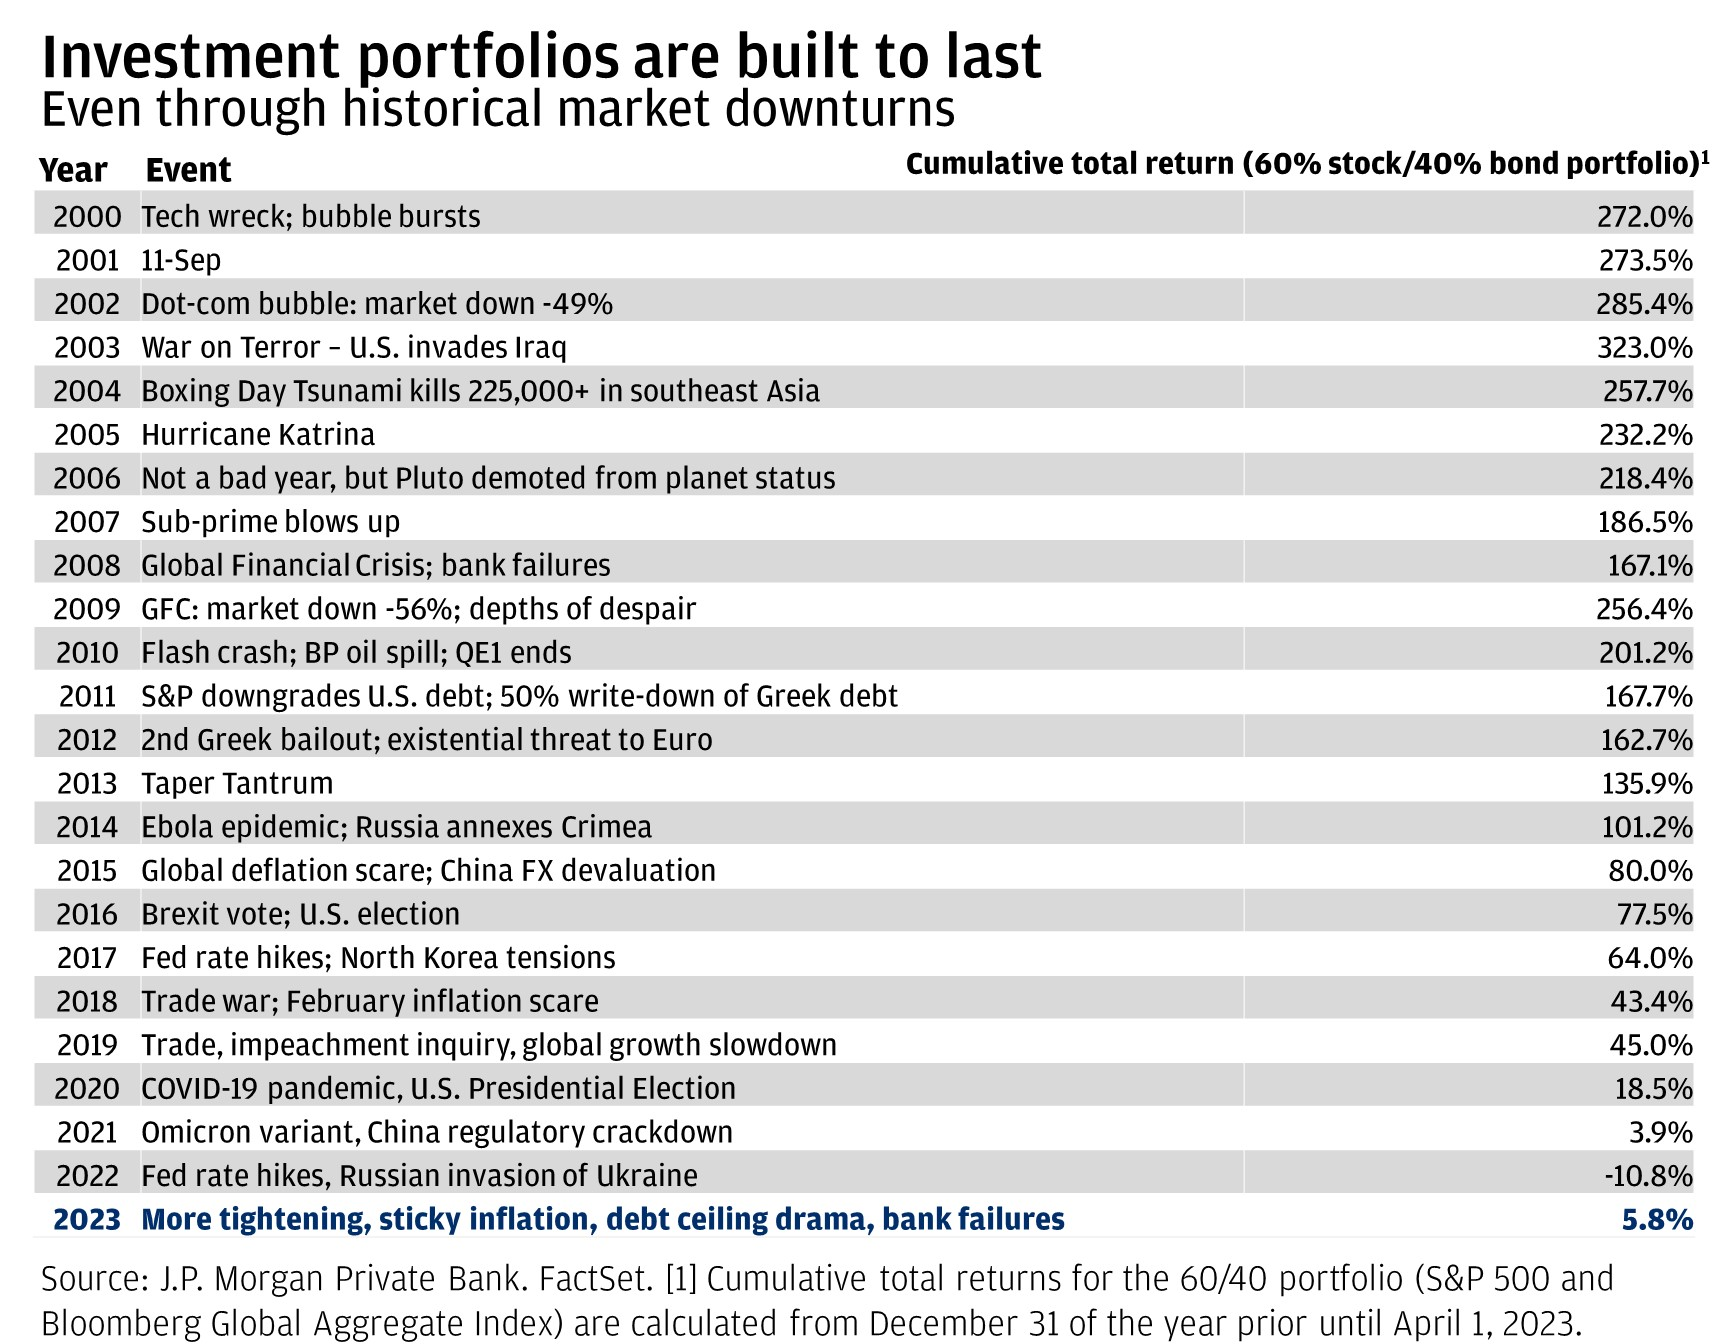 Investment portfolios are built to last
Even through historical market downturns
Year Event Cumulative total return (60% stock/40% bond portfolio)¹
2000 Tech wreck; bubble bursts 272.0%
2001 11-Sep 273.5%
2002 Dot-com bubble: market down -49% 285.4%
2003 War on Terror – U.S. invades Iraq 323.0%
2004 Boxing Day Tsunami kills 225,000+ in southeast Asia 257.7%
2005 Hurricane Katrina 232.2%
2006 Not a bad year, but Pluto demoted from planet status 218.4%
2007 Sub-prime blows up 186.5%
2008 Global Financial Crisis; bank failures 167.1%
2009 GFC: market down -56%; depths of despair 256.4%
2010 Flash crash; BP oil spill; QE1 ends 201.2%
2011 S&P downgrades U.S. debt; 50% write-down of Greek debt 167.7%
2012 2nd Greek bailout; existential threat to Euro 162.7%
2013 Taper Tantrum 135.9%
2014 Ebola epidemic; Russia annexes Crimea 101.2%
2015 Global deflation scare; China FX devaluation 80.0%
2016 Brexit vote; U.S. election 77.5%
2017 Fed rate hikes; North Korea tensions 64.0%
2018 Trade war; February inflation scare 43.4%
2019 Trade, impeachment inquiry, global growth slowdown 45.0%
2020 COVID-19 pandemic, U.S. Presidential Election 18.5%
2021 Omicron variant, China regulatory crackdown 3.9%
2022 Fed rate hikes, Russian invasion of Ukraine -10.8%
2023 More tightening, sticky inflation, debt ceiling drama, bank failures 5.8%
Source: J.P. Morgan Private Bank. FactSet. [1] Cumulative total returns for the 60/40 portfolio (S&P 500 and
Bloomberg Global Aggregate Index) are calculated from December 31 of the year prior until April 1, 2023.